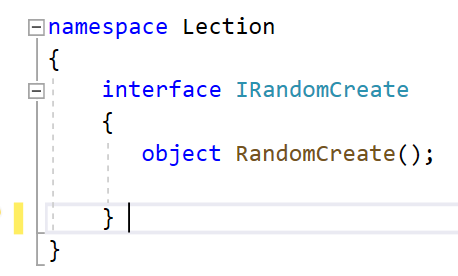 namespace Lection
{
interface IRandomCreate
{
object RandomCreate();
}
}